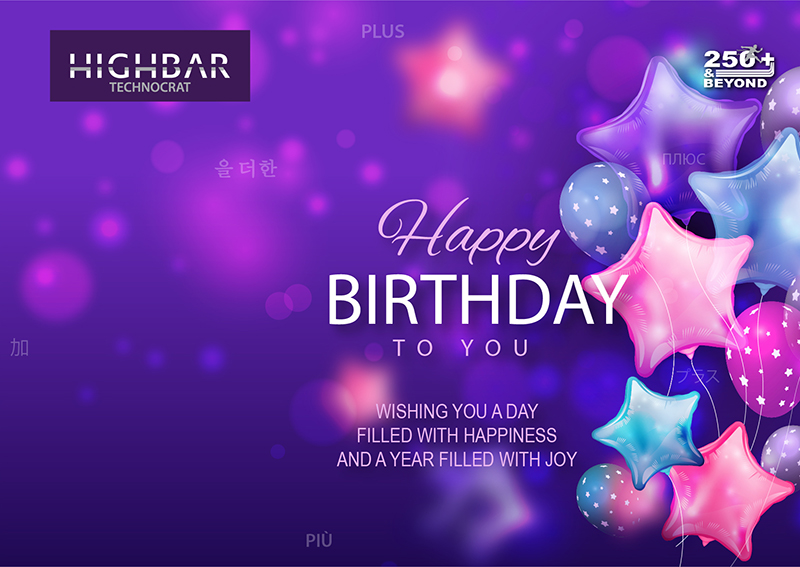 PLUS
HIGHBAR
TECHNOCRAT
250+
& BEYOND
ПЛЮС
을 더한
Happy
BIRTHDAY
TO YOU
加
プラス
WISHING YOU A DAY
FILLED WITH HAPPINESS
AND A YEAR FILLED WITH JOY
PIÙ